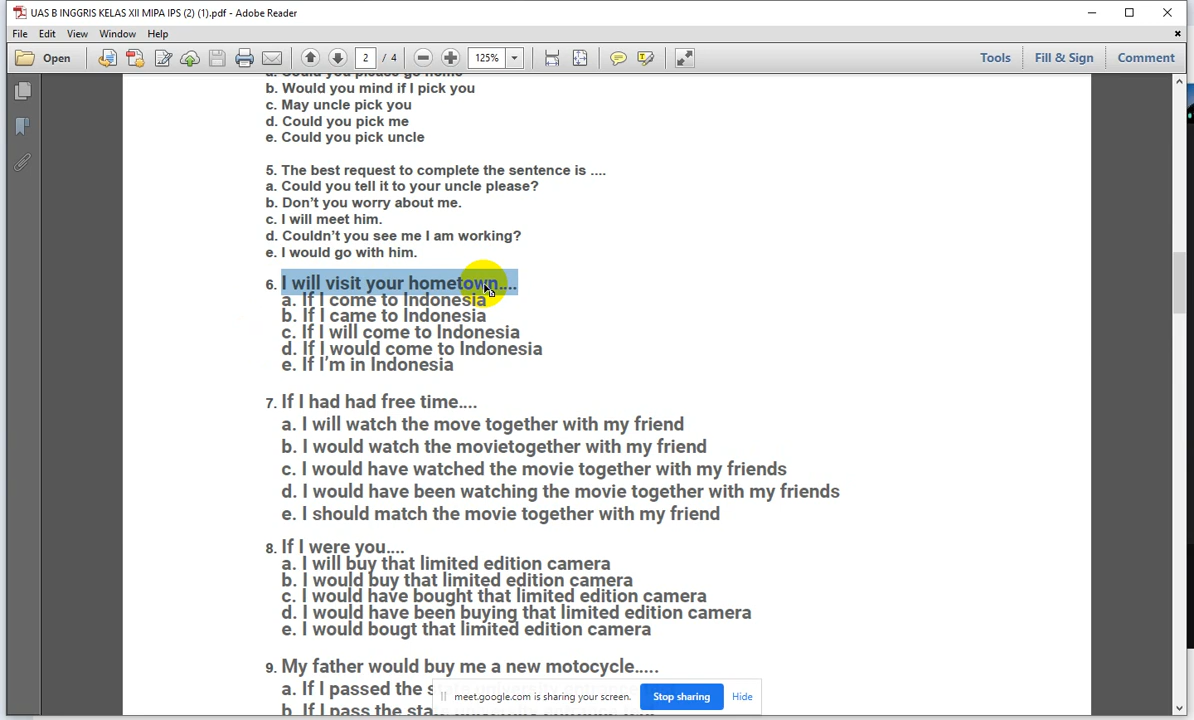 UAS B INGGRIS KELAS XII MIPA IPS (2) (1).pdf - Adobe Reader
File Edit View Window Help
Open 2 / 4 125% Tools Fill & Sign Comment
a. Could you please go home
b. Would you mind if I pick you
c. May uncle pick you
d. Could you pick me
e. Could you pick uncle
5. The best request to complete the sentence is ....
a. Could you tell it to your uncle please?
b. Don't you worry about me.
c. I will meet him.
d. Couldn't you see me I am working?
e. I would go with him.
6. I will visit your hometown....
a. If I come to Indonesia
b. If I came to Indonesia
c. If I will come to Indonesia
d. If I would come to Indonesia
e. If I'm in Indonesia
7. If I had had free time....
a. I will watch the move together with my friend
b. I would watch the movietogether with my friend
c. I would have watched the movie together with my friends
d. I would have been watching the movie together with my friends
e. I should match the movie together with my friend
8. If I were you....
a. I will buy that limited edition camera
b. I would buy that limited edition camera
c. I would have bought that limited edition camera
d. I would have been buying that limited edition camera
e. I would bougt that limited edition camera
9. My father would buy me a new motocycle.....
a. If I passed the
b. If I pass the
meet.google.com is sharing your screen. Stop sharing Hide